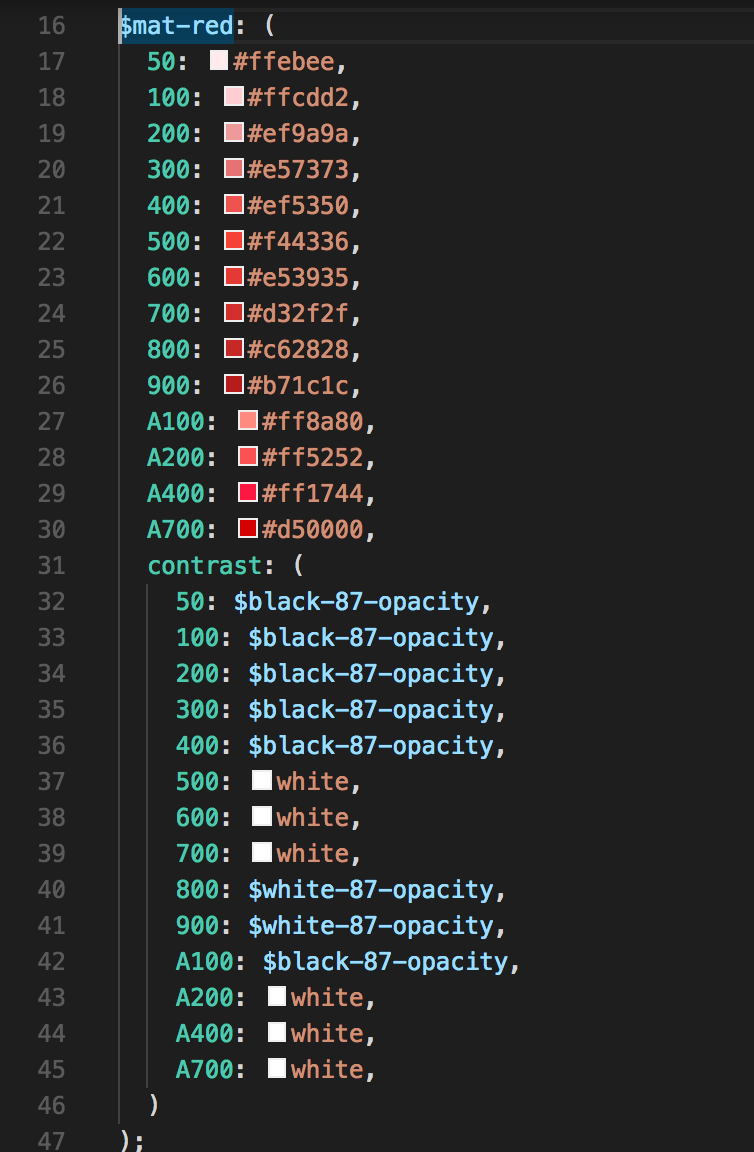 16 $mat-red: (
17 50: #ffebee,
18 100: #ffcdd2,
19 200: #ef9a9a,
20 300: #e57373,
21 400: #ef5350,
22 500: #f44336,
23 600: #e53935,
24 700: #d32f2f,
25 800: #c62828,
26 900: #b71c1c,
27 A100: #ff8a80,
28 A200: #ff5252,
29 A400: #ff1744,
30 A700: #d50000,
31 contrast: (
32 50: $black-87-opacity,
33 100: $black-87-opacity,
34 200: $black-87-opacity,
35 300: $black-87-opacity,
36 400: $black-87-opacity,
37 500: white,
38 600: white,
39 700: white,
40 800: $white-87-opacity,
41 900: $white-87-opacity,
42 A100: $black-87-opacity,
43 A200: white,
44 A400: white,
45 A700: white,
46 )
47 );